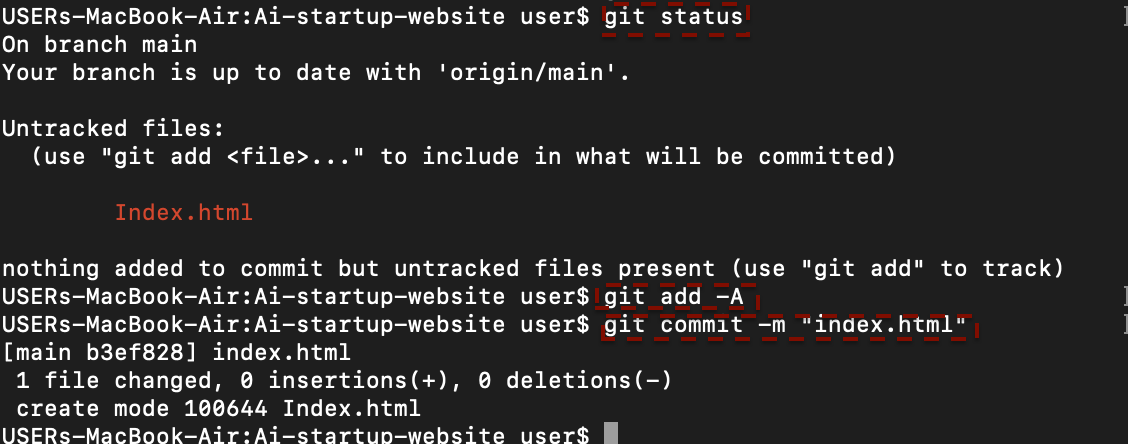 USERs-MacBook-Air:Ai-startup-website user$ git status
On branch main
Your branch is up to date with 'origin/main'.
Untracked files:
(use "git add <file>..." to include in what will be committed)
Index.html
nothing added to commit but untracked files present (use "git add" to track)
USERs-MacBook-Air:Ai-startup-website user$ git add -A
USERs-MacBook-Air:Ai-startup-website user$ git commit -m "index.html"
[main b3ef828] index.html
1 file changed, 0 insertions(+), 0 deletions(-)
create mode 100644 Index.html
USERs-MacBook-Air:Ai-startup-website user$